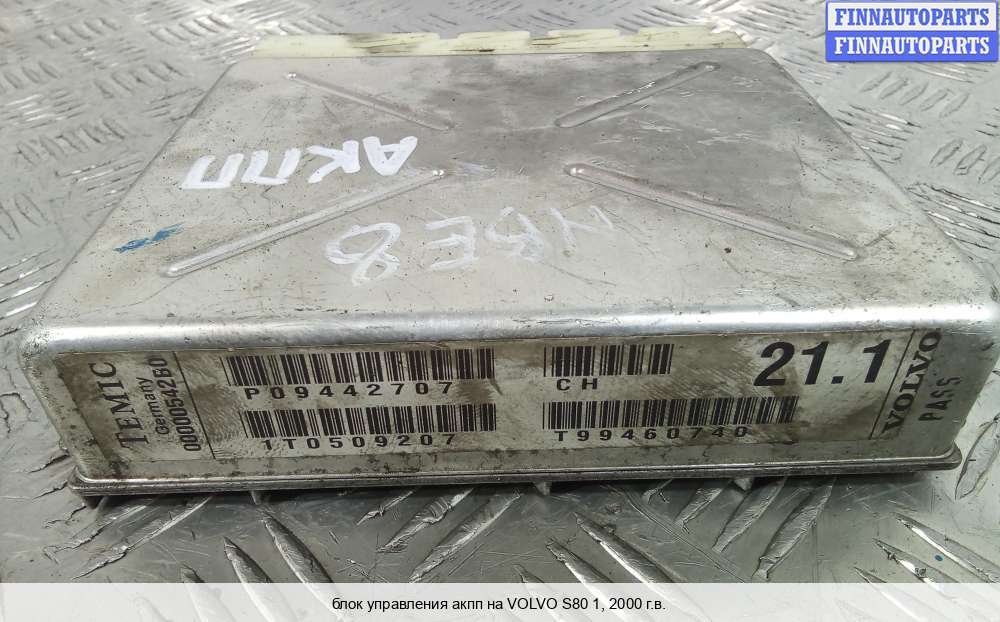 FINNAUTOPARTS
FINNAUTOPARTS
АКПП
TEMIC
Germany
P09442707
1T0509207
CH
T99460740
21.1
VOLVO
PASS
блок управления акпп на VOLVO S80 1, 2000 г.в.